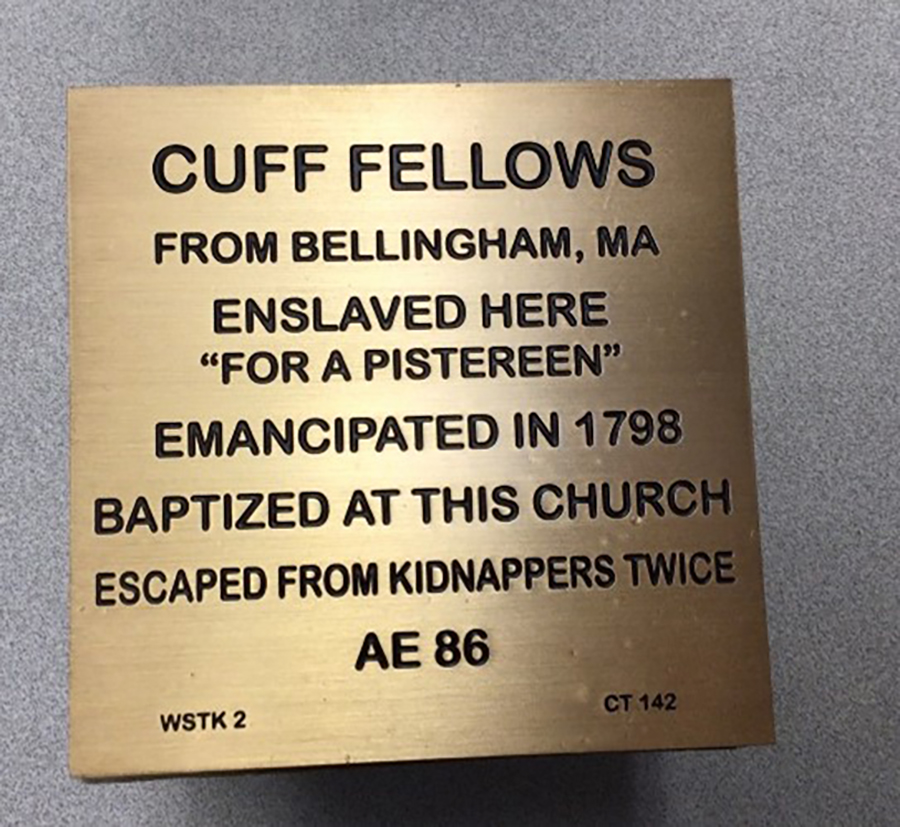 CUFF FELLOWS
FROM BELLINGHAM, MA
ENSLAVED HERE
“FOR A PISTEREEN”
EMANCIPATED IN 1798
BAPTIZED AT THIS CHURCH
ESCAPED FROM KIDNAPPERS TWICE
AE 86
WSTK 2 CT 142